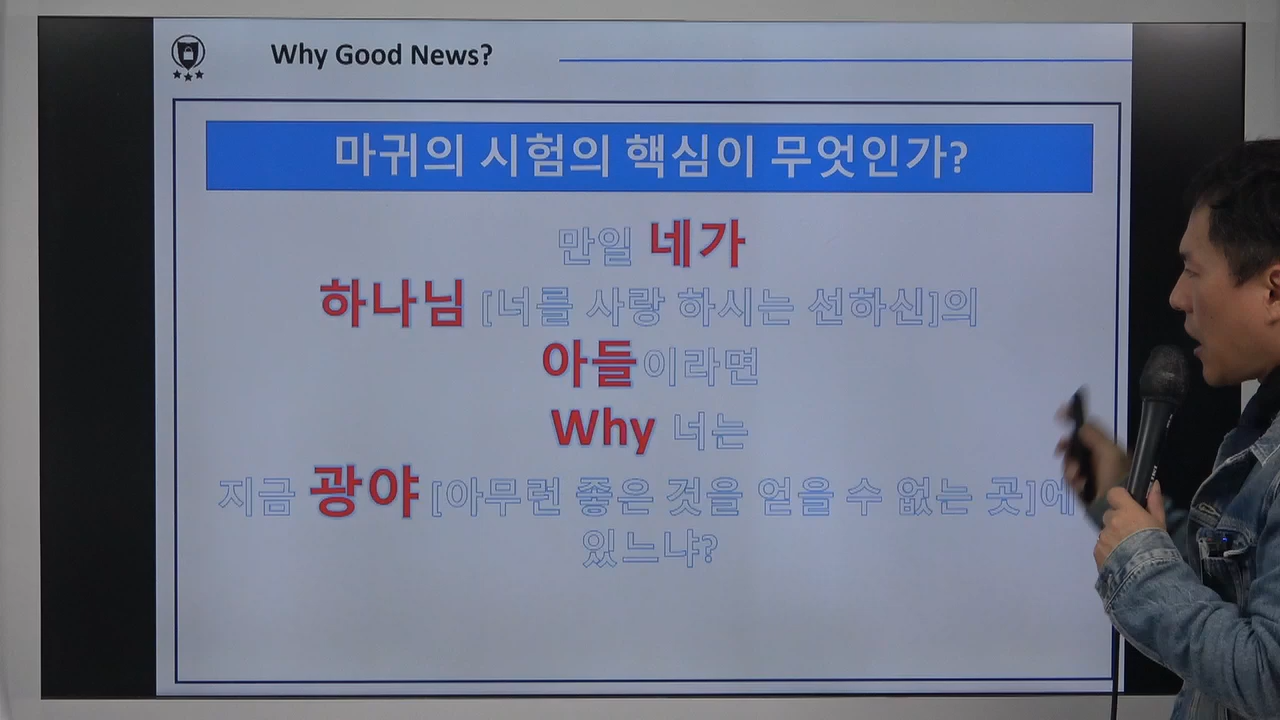 Why Good News?
마귀의 시험의 핵심이 무엇인가?
만일 네가
하나님 [너를 사랑 하시는 선하신]의
아들이라면
Why 너는
지금 광야 [아무런 좋은 것을 얻을 수 없는 곳]에
있느냐?